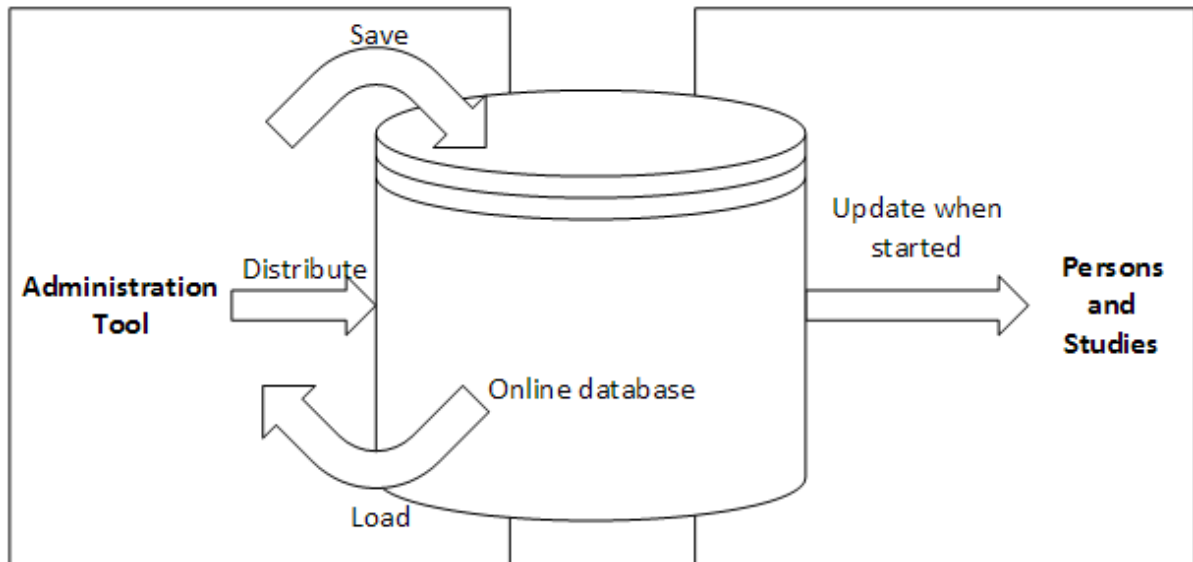 Save
Update when
started
Distribute
Administration
Tool
Persons
and
Studies
Online database
Load